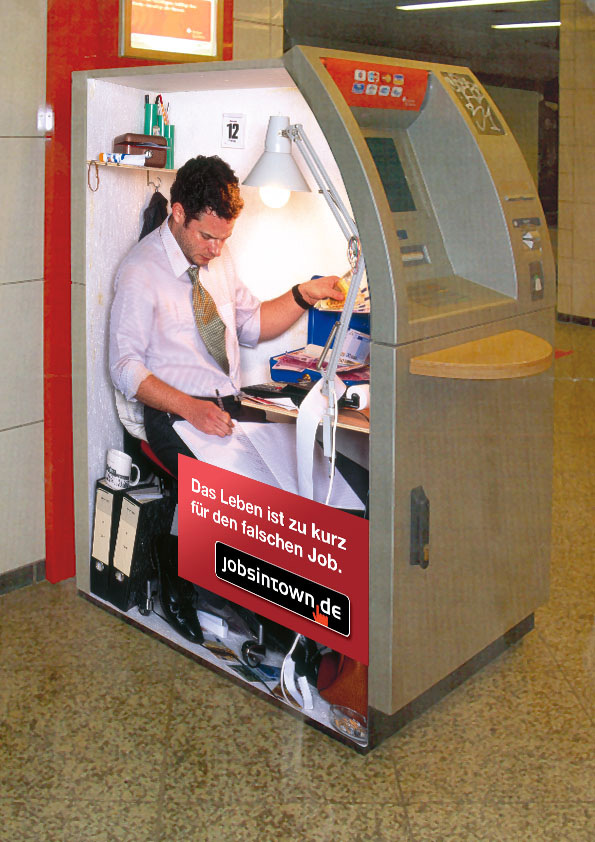 12
Das Leben ist zu kurz
für den falschen Job.
jobsintown.de